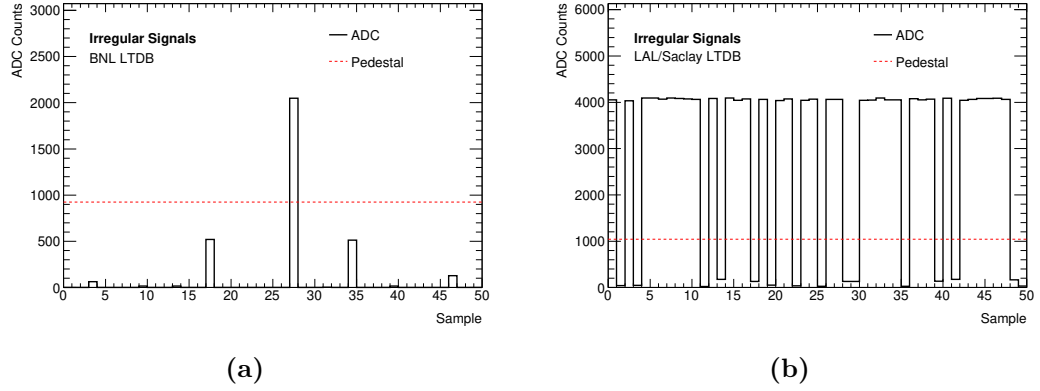 ADC Counts
3000
2500
2000
1500
1000
500
0
Irregular Signals
BNL LTDB
ADC
Pedestal
0 5 10 15 20 25 30 35 40 45 50
Sample
(a)
ADC Counts
6000
5000
4000
3000
2000
1000
0
Irregular Signals
LAL/Saclay LTDB
ADC
Pedestal
0 5 10 15 20 25 30 35 40 45 50
Sample
(b)